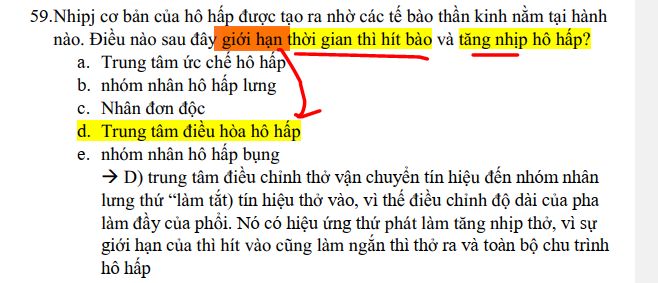 59.Nhipj cơ bản của hô hấp được tạo ra nhờ các tế bào thần kinh nằm tại hành
não. Điều nào sau đây giới hạn thời gian thì hít bào và tăng nhịp hô hấp?
a. Trung tâm ức chế hô hấp
b. nhóm nhân hô hấp lưng
c. Nhân đơn độc
d. Trung tâm điều hòa hô hấp
e. nhóm nhân hô hấp bụng
→ D) trung tâm điều chỉnh thở vận chuyển tín hiệu đến nhóm nhân
lưng thứ “làm tắt) tín hiệu thở vào, vì thế điều chỉnh độ dài của pha
làm đầy của phổi. Nó có hiệu ứng thứ phát làm tăng nhịp thở, vì sự
giới hạn của thì hít vào cũng làm ngắn thì thở ra và toàn bộ chu trình
hô hấp